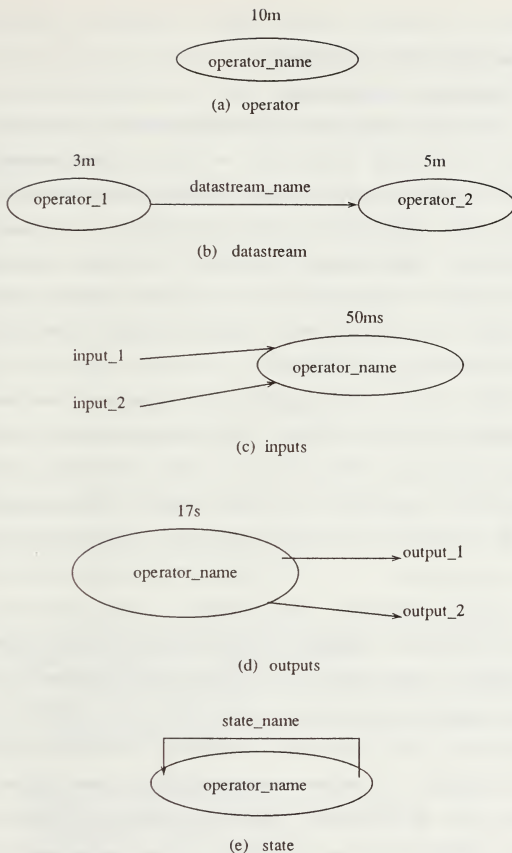 10m
operator_name
(a) operator
3m 5m
operator_1 datastream_name operator_2
(b) datastream
50ms
input_1
operator_name
input_2
(c) inputs
17s
output_1
operator_name
output_2
(d) outputs
state_name
operator_name
(e) state